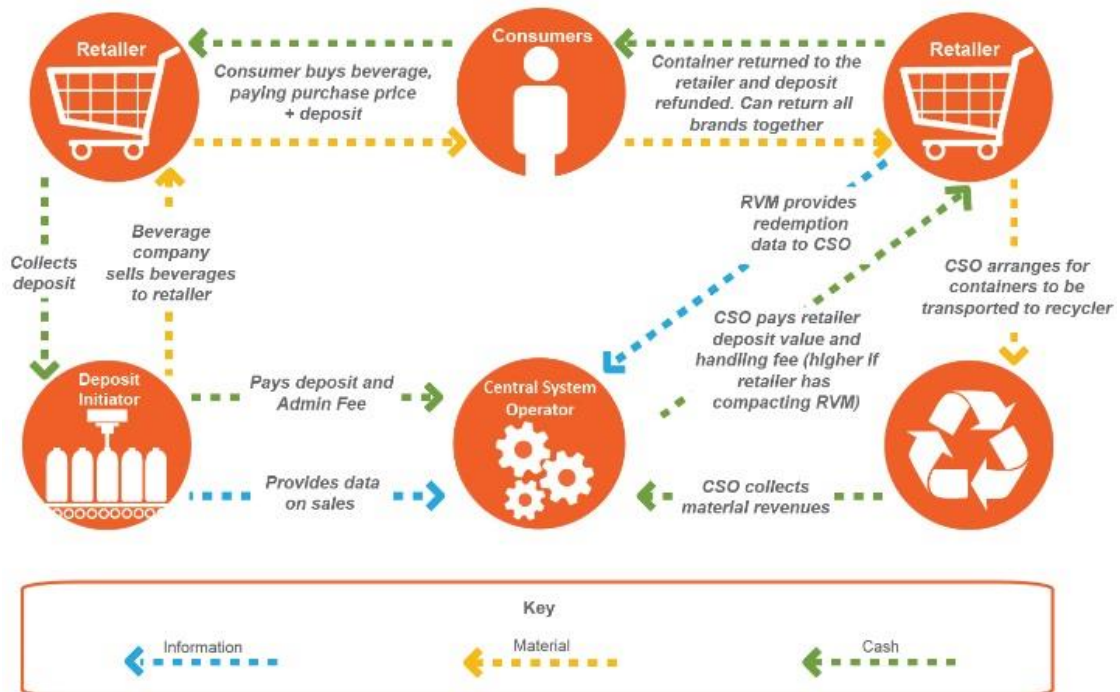 Retailer
Consumers
Retailer
Consumer buys beverage,
paying purchase price
+ deposit
Container returned to the
retailer and deposit
refunded. Can return all
brands together
Collects
deposit
Beverage
company
sells beverages
to retailer
RVM provides
redemption
data to CSO
CSO arranges for
containers to be
transported to recycler
CSO pays retailer
deposit value and
handling fee (higher if
retailer has
compacting RVM)
Deposit
Initiator
Pays deposit and
Admin Fee
Central System
Operator
Provides data
on sales
CSO collects
material revenues
Key
Information
Material
Cash